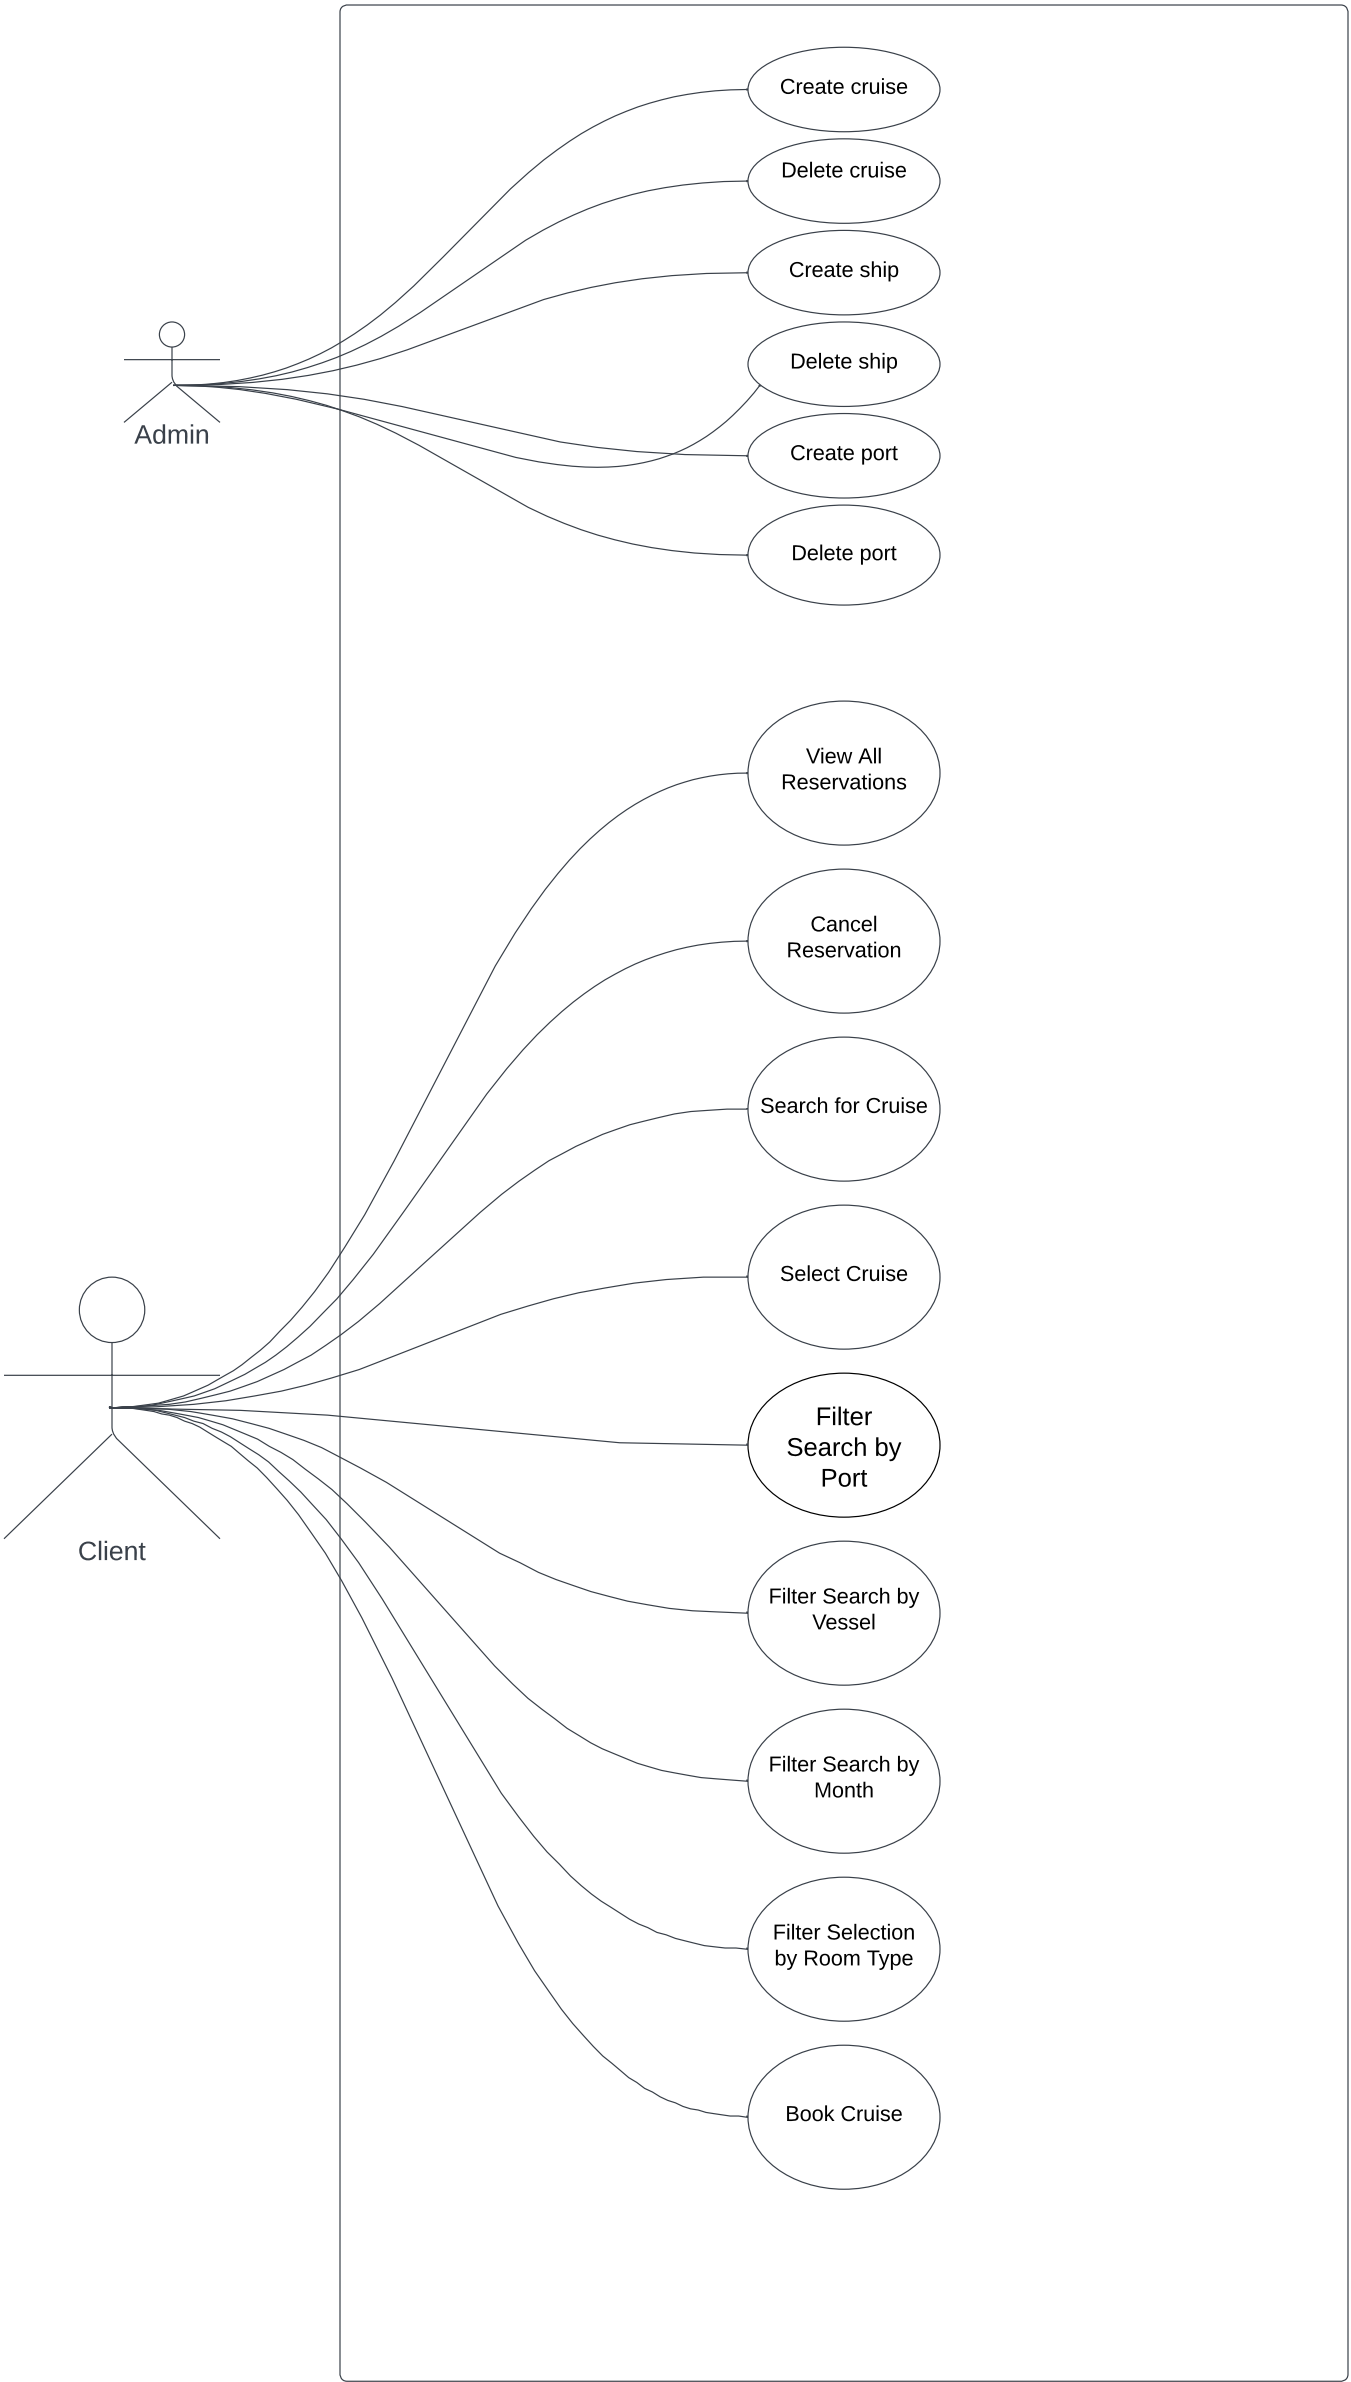 Create cruise
Delete cruise
Create ship
Delete ship
Admin
Create port
Delete port
View All
Reservations
Cancel
Reservation
Search for Cruise
Select Cruise
Filter
Search by
Port
Client
Filter Search by
Vessel
Filter Search by
Month
Filter Selection
by Room Type
Book Cruise